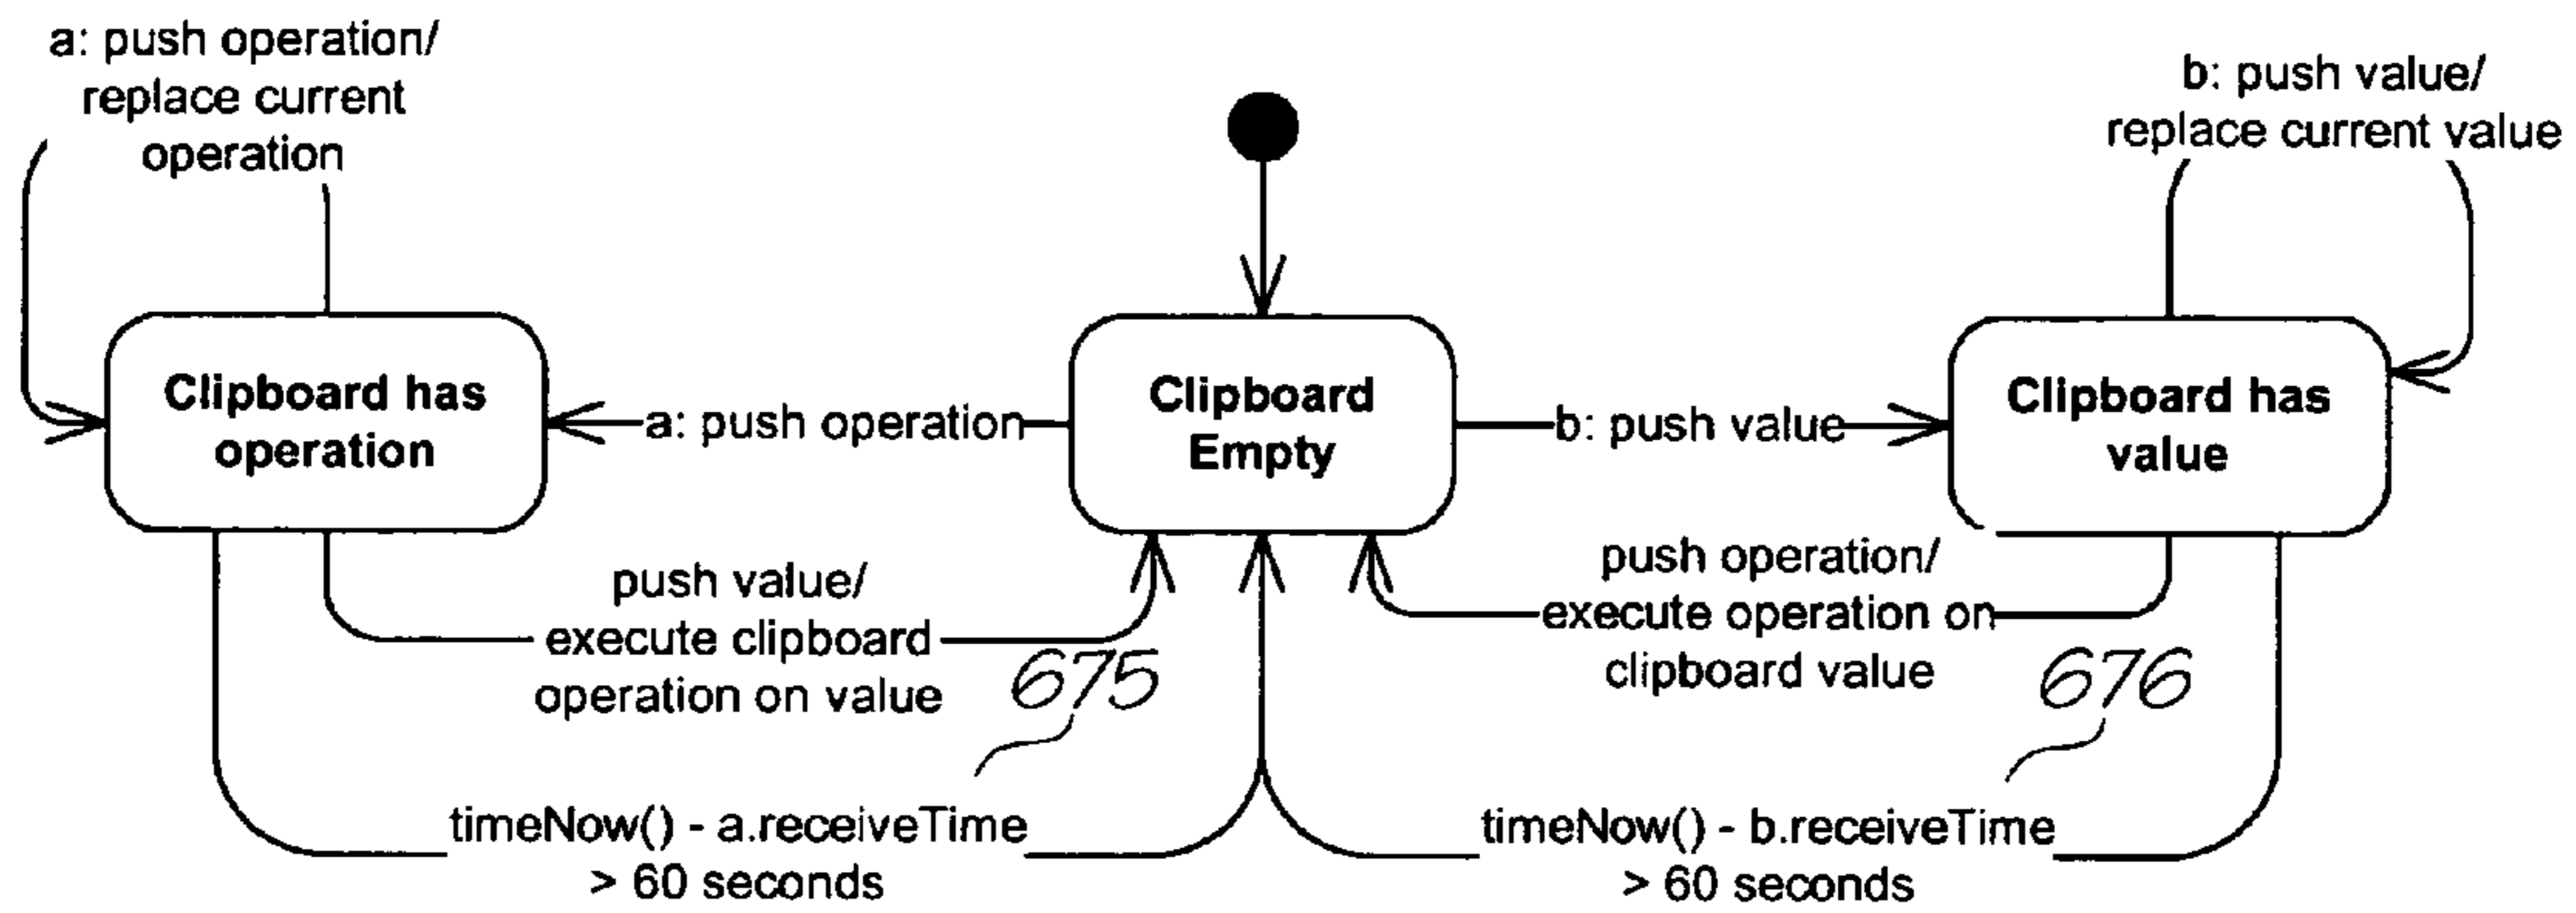 a: push operation/
replace current
operation
b: push value/
replace current value
Clipboard has
operation
a: push operation
Clipboard
Empty
b: push value
Clipboard has
value
push value/
execute clipboard
operation on value
675
push operation/
execute operation on
clipboard value
676
timeNow() - a.receiveTime
> 60 seconds
timeNow() - b.receiveTime
> 60 seconds